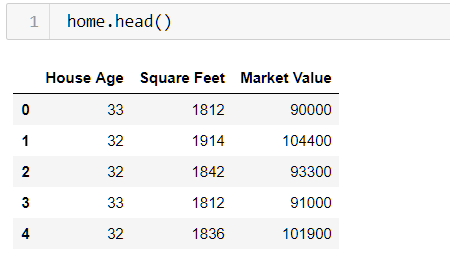 1 home.head()
House Age Square Feet Market Value
0 33 1812 90000
1 32 1914 104400
2 32 1842 93300
3 33 1812 91000
4 32 1836 101900